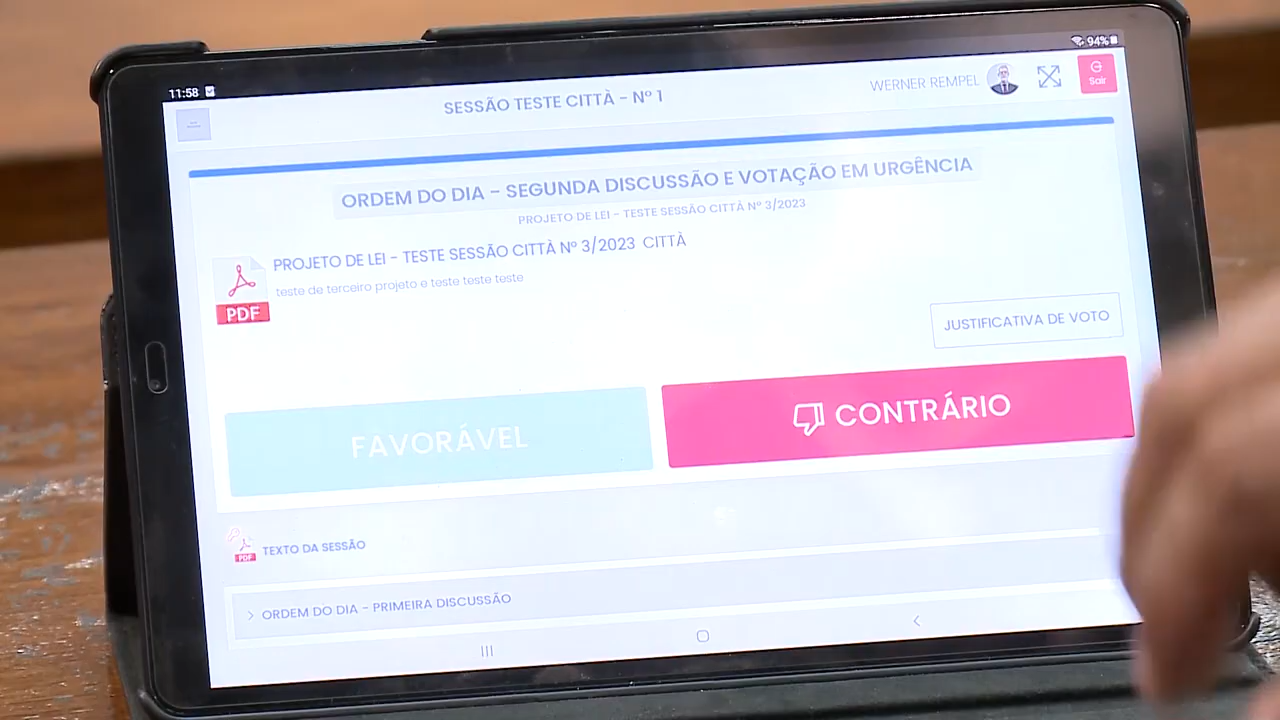 11:58
94%
SESSÃO TESTE CITTÀ - Nº 1
WERNER REMPEL
Sair
ORDEM DO DIA - SEGUNDA DISCUSSÃO E VOTAÇÃO EM URGÊNCIA
PROJETO DE LEI - TESTE SESSÃO CITTÀ Nº 3/2023
PROJETO DE LEI - TESTE SESSÃO CITTÀ Nº 3/2023 CITTÀ
teste de terceiro projeto e teste teste teste
PDF
JUSTIFICATIVA DE VOTO
FAVORÁVEL
CONTRÁRIO
PDF
TEXTO DA SESSÃO
ORDEM DO DIA - PRIMEIRA DISCUSSÃO